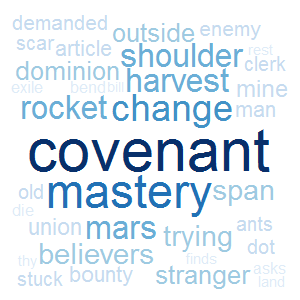 demanded
outside enemy
scar article shoulder rest
clerk
dominion harvest
exile bend bill mine
rocket change man
covenant
old mastery span
die
union mars trying ants
dot
thy believers finds
asks
stuck bounty stranger land